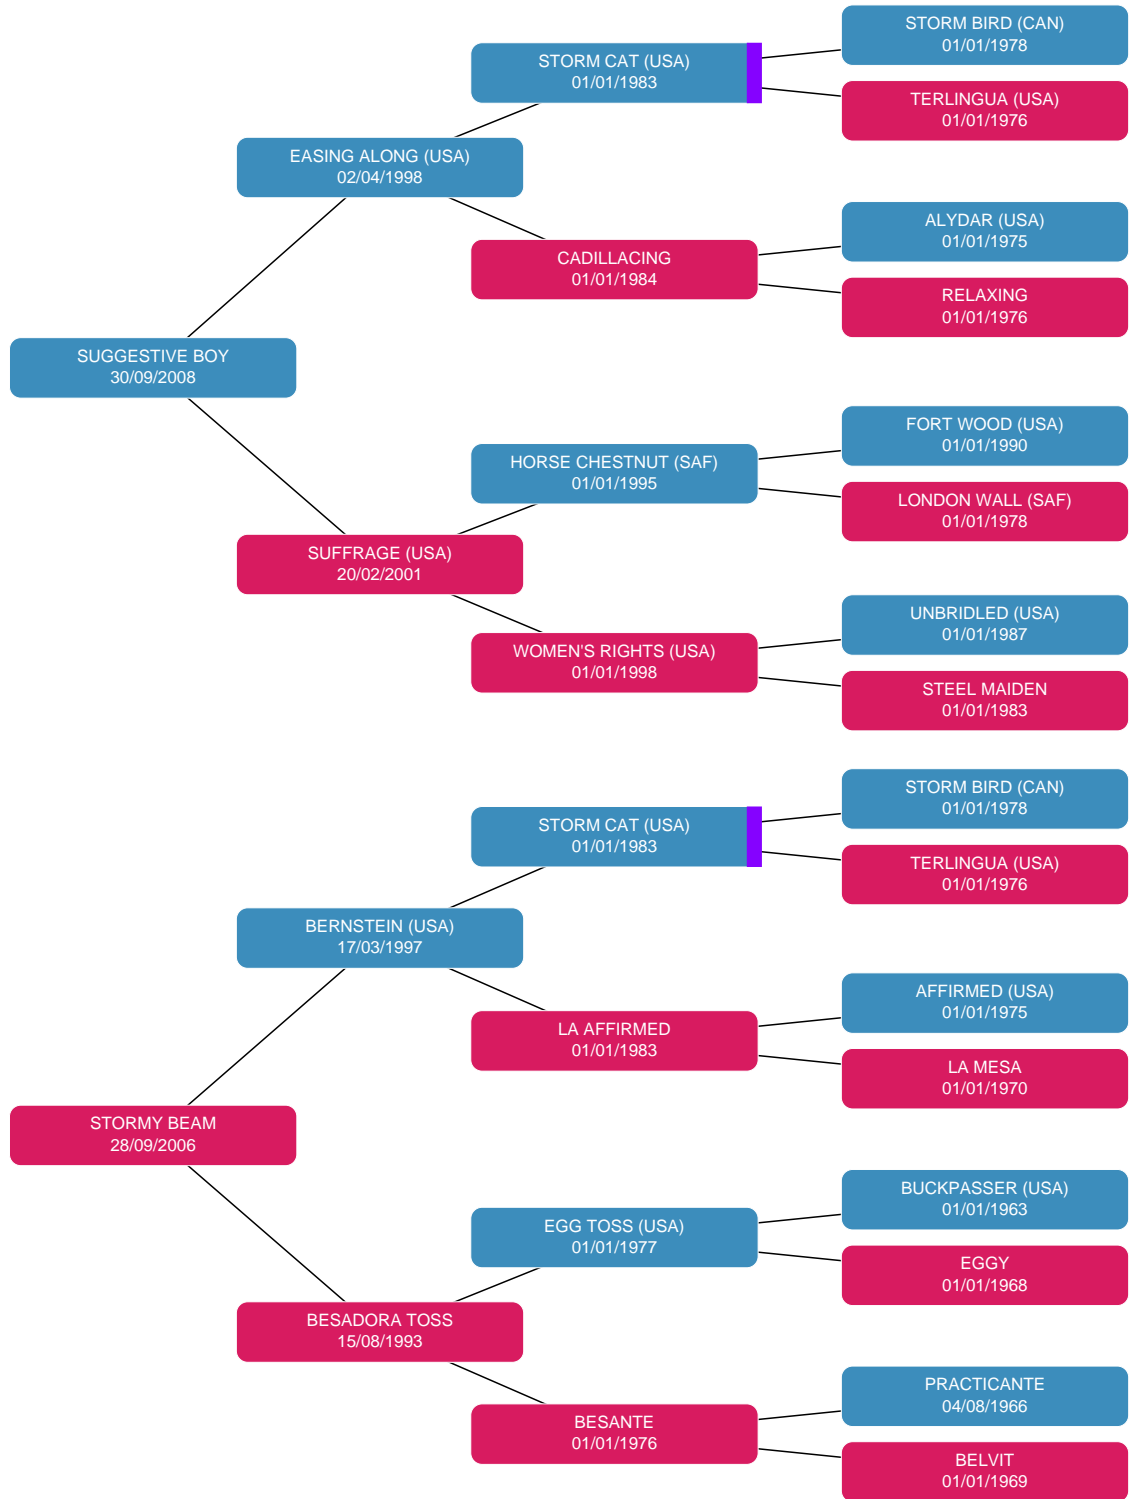 STORM BIRD (CAN)
01/01/1978
STORM CAT (USA)
01/01/1983
TERLINGUA (USA)
01/01/1976
EASING ALONG (USA)
02/04/1998
ALYDAR (USA)
01/01/1975
CADILLACING
01/01/1984
RELAXING
01/01/1976
SUGGESTIVE BOY
30/09/2008
FORT WOOD (USA)
01/01/1990
HORSE CHESTNUT (SAF)
01/01/1995
LONDON WALL (SAF)
01/01/1978
SUFFRAGE (USA)
20/02/2001
UNBRIDLED (USA)
01/01/1987
WOMEN'S RIGHTS (USA)
01/01/1998
STEEL MAIDEN
01/01/1983
STORM BIRD (CAN)
01/01/1978
STORM CAT (USA)
01/01/1983
TERLINGUA (USA)
01/01/1976
BERNSTEIN (USA)
17/03/1997
AFFIRMED (USA)
01/01/1975
LA AFFIRMED
01/01/1983
LA MESA
01/01/1970
STORMY BEAM
28/09/2006
BUCKPASSER (USA)
01/01/1963
EGG TOSS (USA)
01/01/1977
EGGY
01/01/1968
BESADORA TOSS
15/08/1993
PRACTICANTE
04/08/1966
BESANTE
01/01/1976
BELVIT
01/01/1969